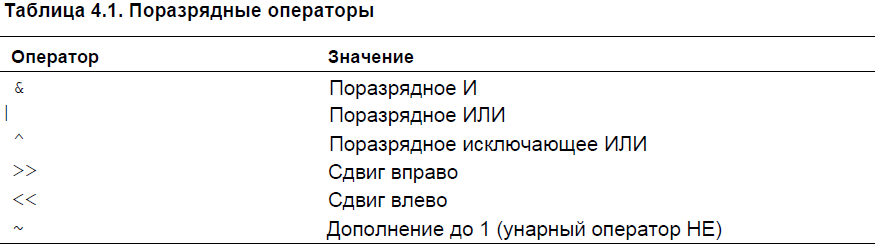 Таблица 4.1. Поразрядные операторы
Оператор Значение
& Поразрядное И
| Поразрядное ИЛИ
^ Поразрядное исключающее ИЛИ
>> Сдвиг вправо
<< Сдвиг влево
~ Дополнение до 1 (унарный оператор НЕ)